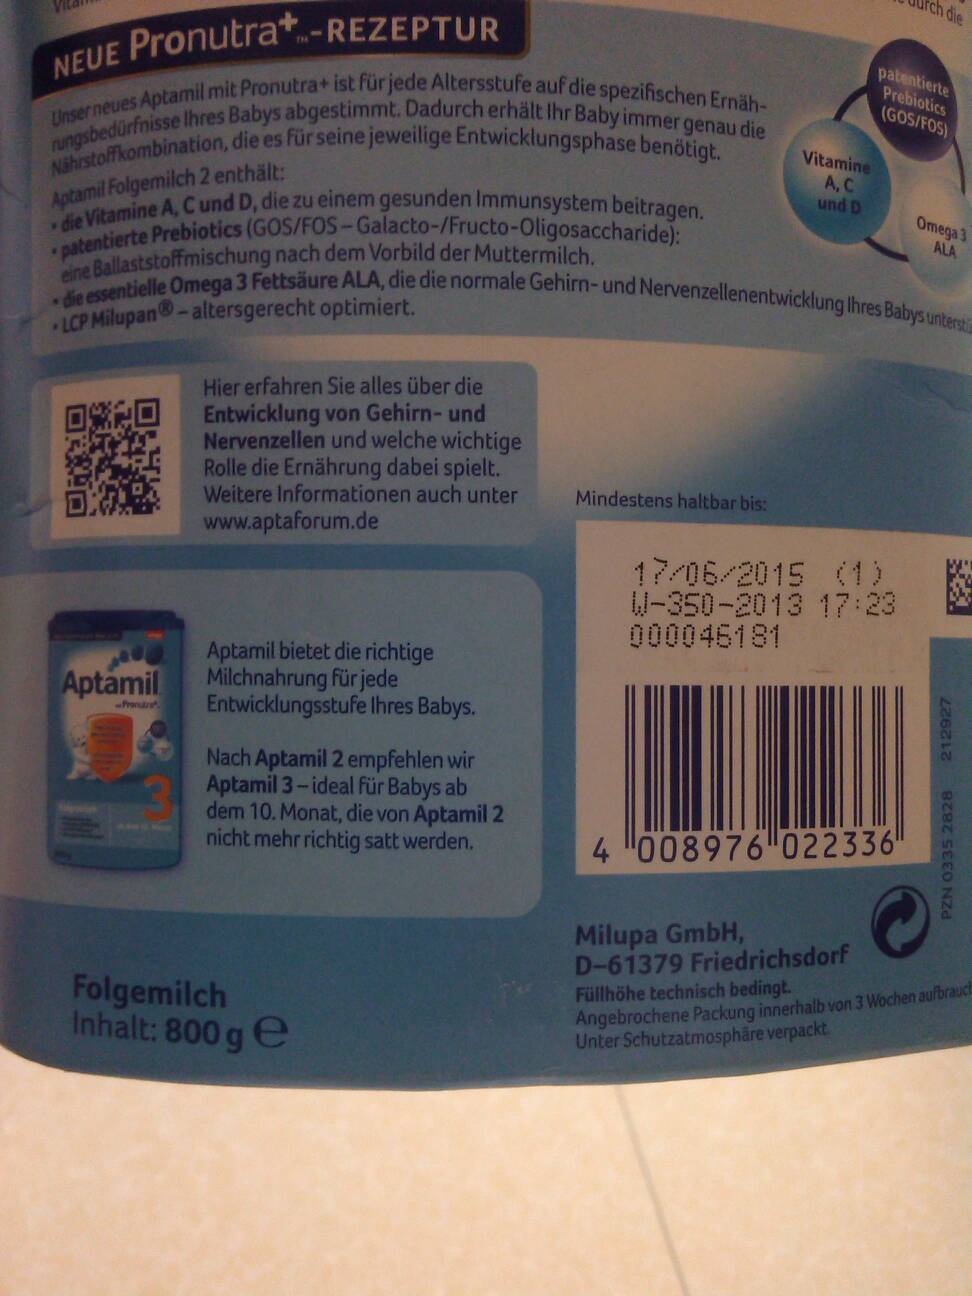 NEUE Pronutra+™-REZEPTUR
Unser neues Aptamil mit Pronutra+ ist für jede Altersstufe auf die spezifischen Ernäh-
rungsbedürfnisse Ihres Babys abgestimmt. Dadurch erhält Ihr Baby immer genau die
Nährstoffkombination, die es für seine jeweilige Entwicklungsphase benötigt.
Aptamil Folgemilch 2 enthält:
• die Vitamine A, C und D, die zu einem gesunden Immunsystem beitragen.
• patentierte Prebiotics (GOS/FOS – Galacto-/Fructo-Oligosaccharide):
eine Ballaststoffmischung nach dem Vorbild der Muttermilch.
• die essentielle Omega 3 Fettsäure ALA, die die normale Gehirn- und Nervenzellenentwicklung Ihres Babys
• LCP Milupan® – altersgerecht optimiert.
durch die
patentierte
Prebiotics
(GOS/FOS)
Vitamine
A, C
und D
Omega 3
ALA
Hier erfahren Sie alles über die
Entwicklung von Gehirn- und
Nervenzellen und welche wichtige
Rolle die Ernährung dabei spielt.
Weitere Informationen auch unter
www.aptaforum.de
Mindestens haltbar bis:
17/06/2015 (1)
W-350-2013 17:23
000046181
4 008976 022336
PZN 0335 2828 212927
Aptamil
Pronutra+
3
Aptamil bietet die richtige
Milchnahrung für jede
Entwicklungsstufe Ihres Babys.
Nach Aptamil 2 empfehlen wir
Aptamil 3 – ideal für Babys ab
dem 10. Monat, die von Aptamil 2
nicht mehr richtig satt werden.
Folgemilch
Inhalt: 800 g ℮
Milupa GmbH,
D–61379 Friedrichsdorf
Füllhöhe technisch bedingt.
Angebrochene Packung innerhalb von 3 Wochen
Unter Schutzatmosphäre verpackt.